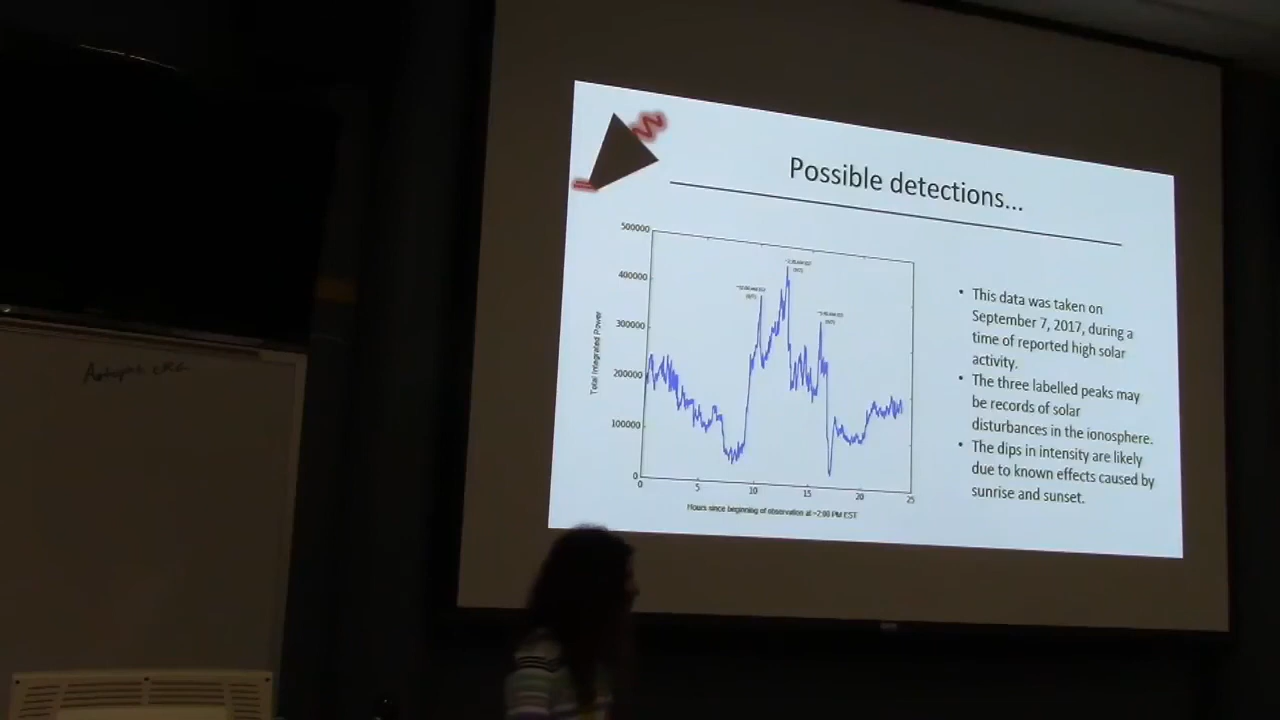 Possible detections...
500000
400000
300000
200000
100000
0
Total Integrated Power
0 5 10 15 20 25
Hours since beginning of observation at ~2:00 PM EST
• This data was taken on
September 7, 2017, during a
time of reported high solar
activity.
• The three labelled peaks may
be records of solar
disturbances in the ionosphere.
• The dips in intensity are likely
due to known effects caused by
sunrise and sunset.